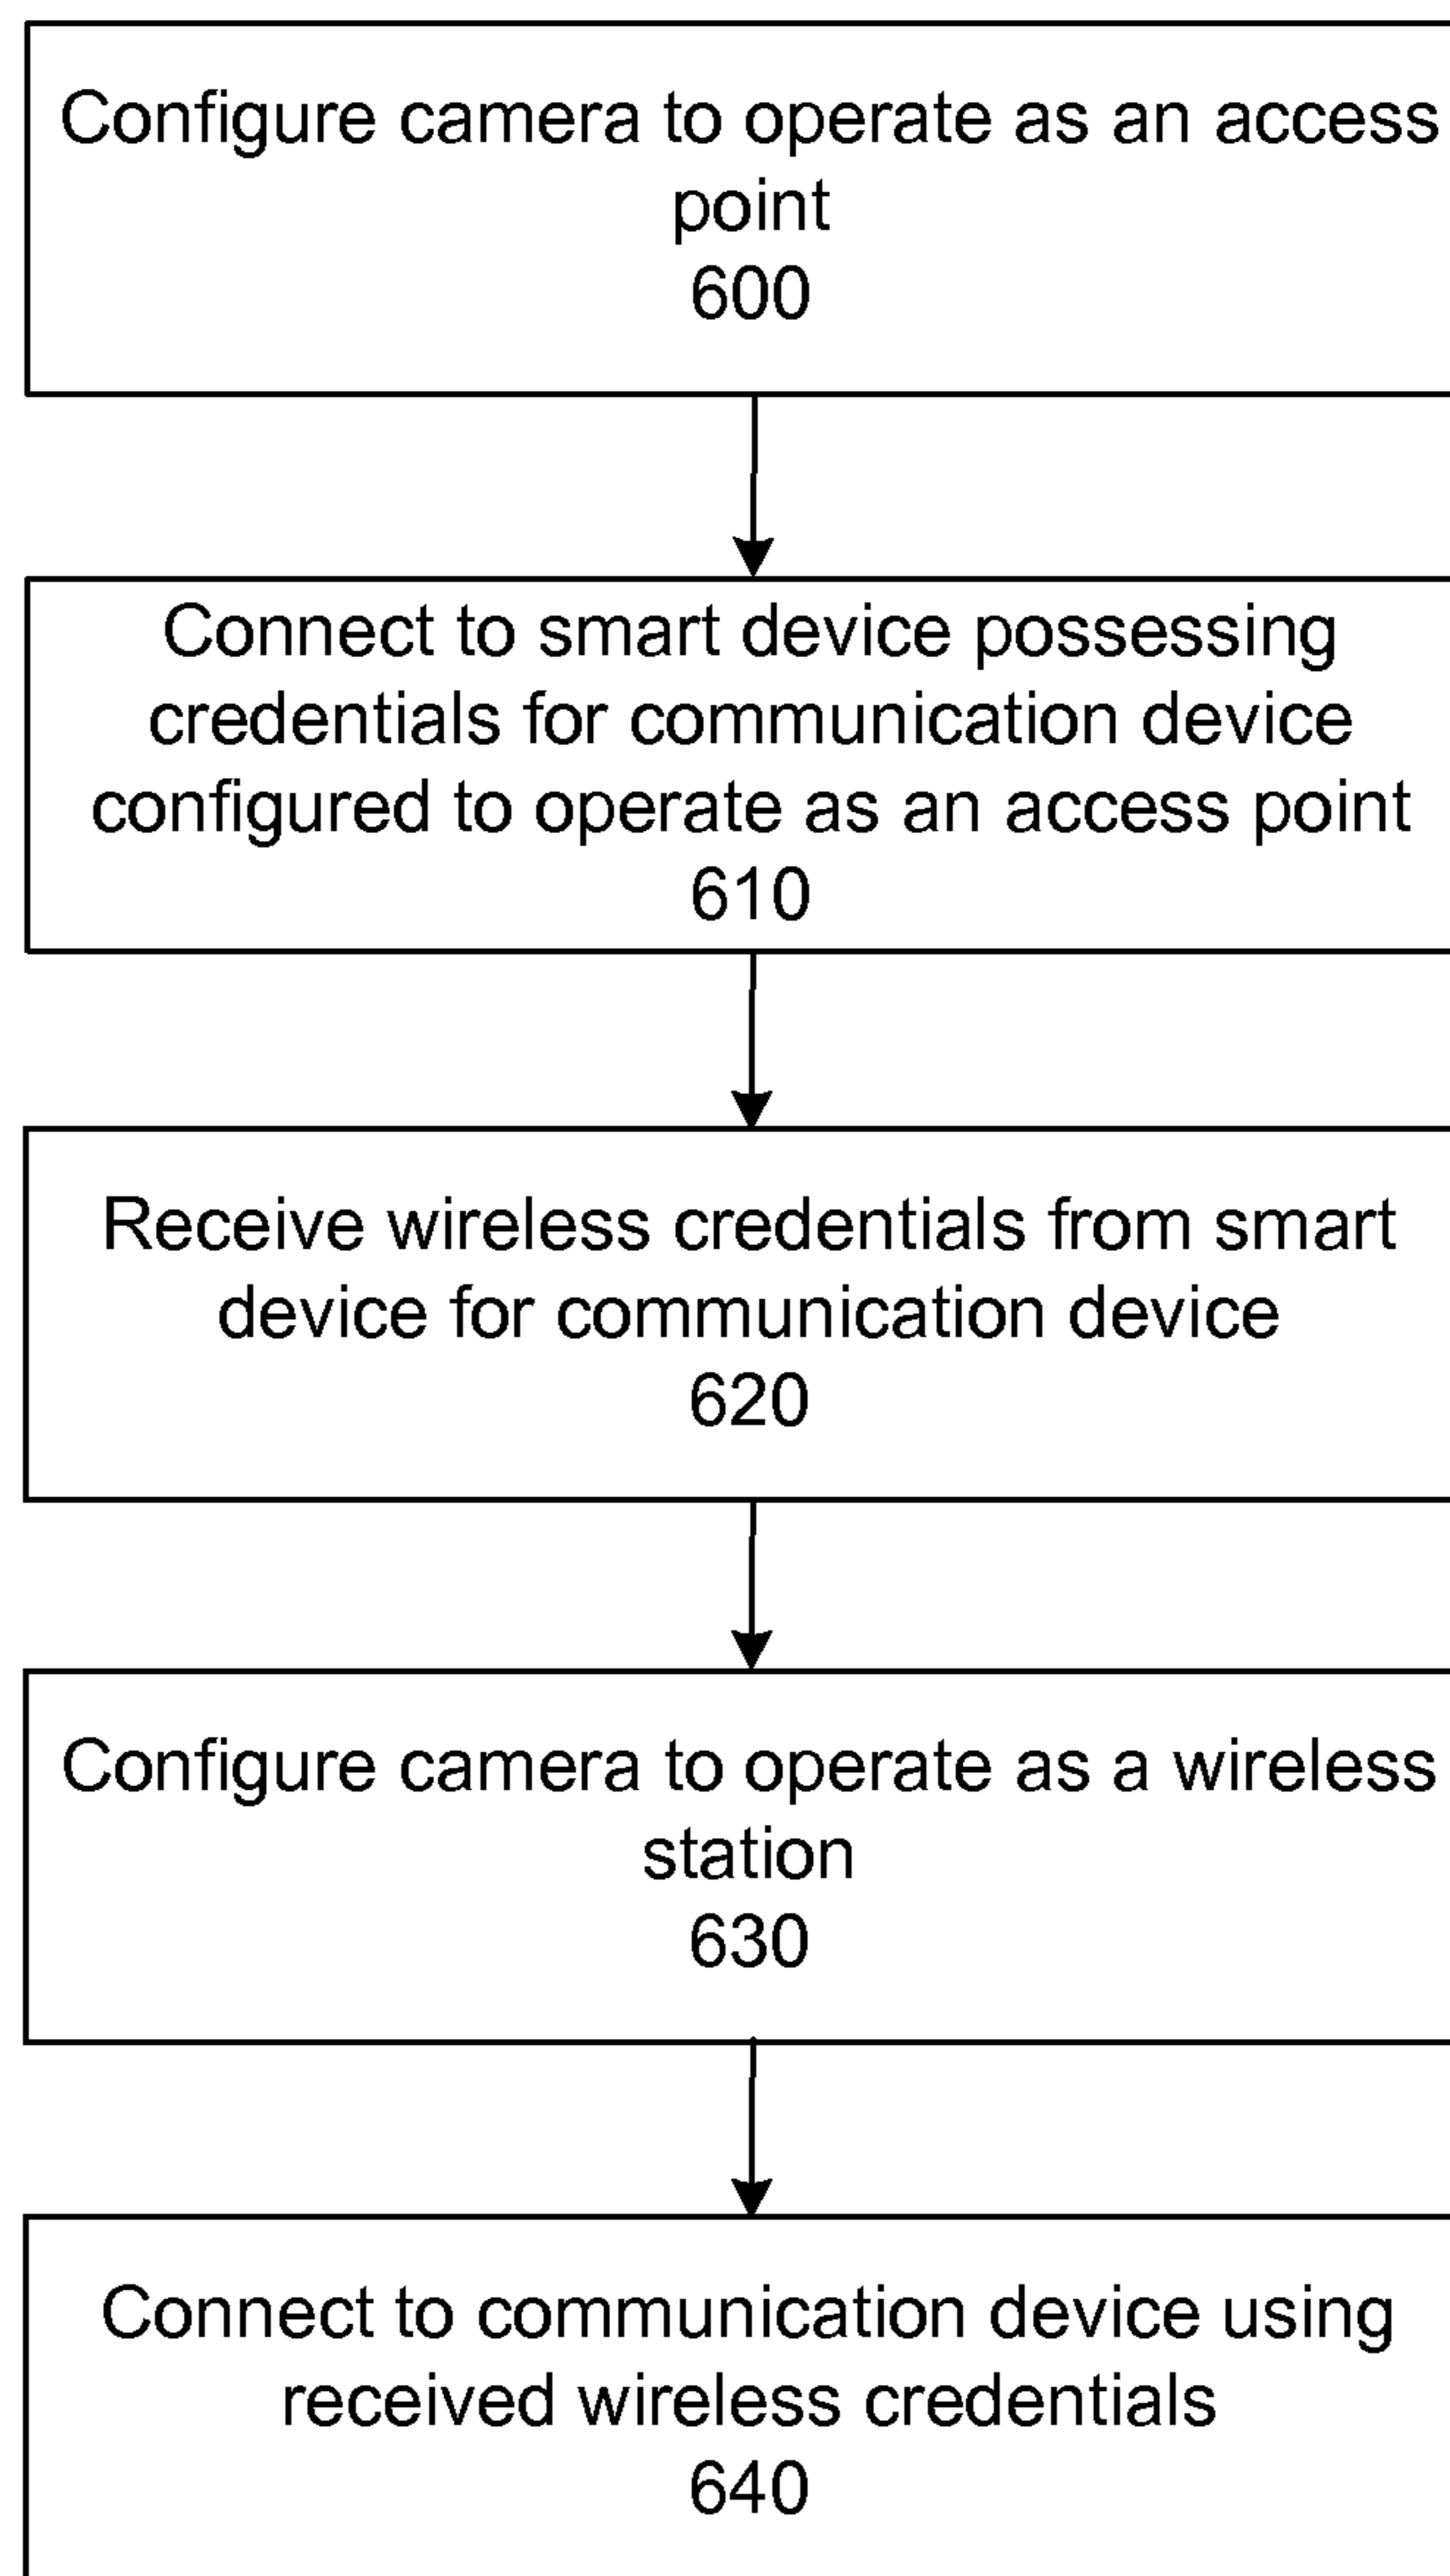 Configure camera to operate as an access
point
600
Connect to smart device possessing
credentials for communication device
configured to operate as an access point
610
Receive wireless credentials from smart
device for communication device
620
Configure camera to operate as a wireless
station
630
Connect to communication device using
received wireless credentials
640